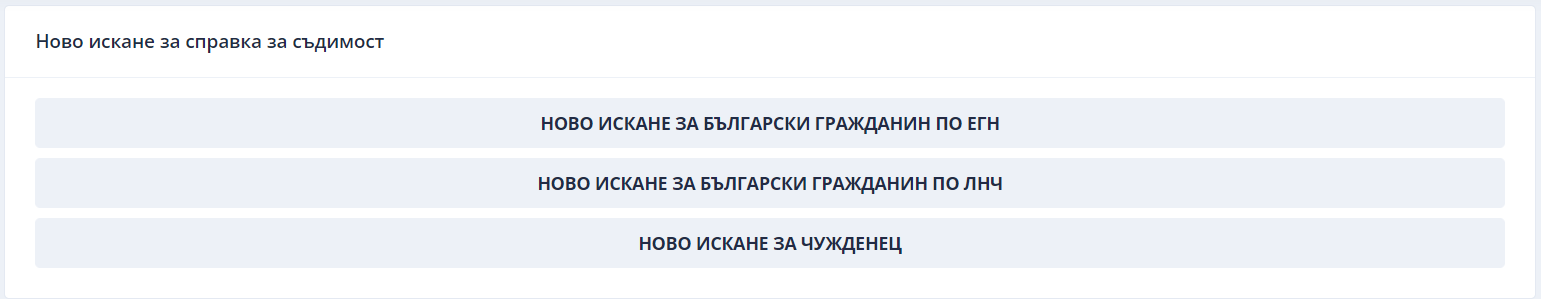 Ново искане за справка за съдимост
НОВО ИСКАНЕ ЗА БЪЛГАРСКИ ГРАЖДАНИН ПО ЕГН
НОВО ИСКАНЕ ЗА БЪЛГАРСКИ ГРАЖДАНИН ПО ЛНЧ
НОВО ИСКАНЕ ЗА ЧУЖДЕНЕЦ